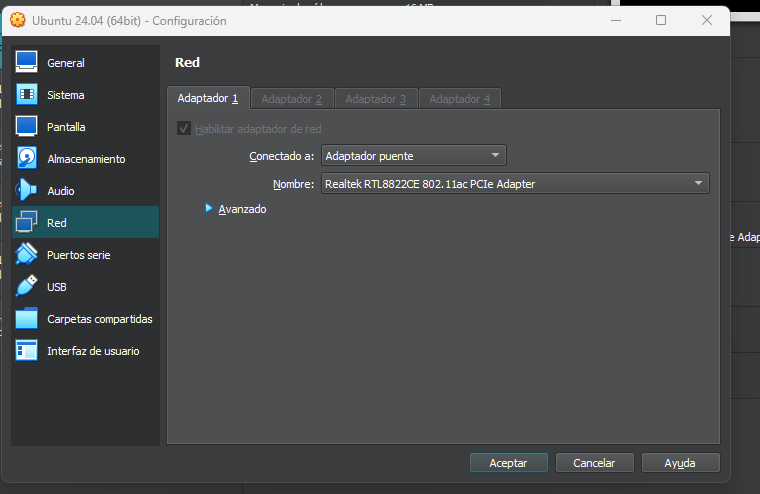 Ubuntu 24.04 (64bit) - Configuración
General
Sistema
Pantalla
Almacenamiento
Audio
Red
Puertos serie
USB
Carpetas compartidas
Interfaz de usuario
Red
Adaptador 1
Adaptador 2
Adaptador 3
Adaptador 4
Habilitar adaptador de red
Conectado a: Adaptador puente
Nombre: Realtek RTL8822CE 802.11ac PCIe Adapter
Avanzado
e Adap
Aceptar
Cancelar
Ayuda